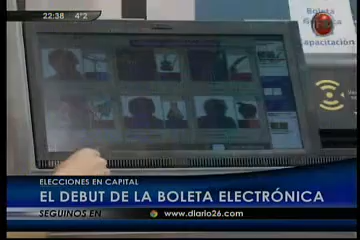 22:38 4°2
Boleta
Capacitación
ELECCIONES EN CAPITAL
EL DEBUT DE LA BOLETA ELECTRÓNICA
SEGUINOS EN www.diario26.com